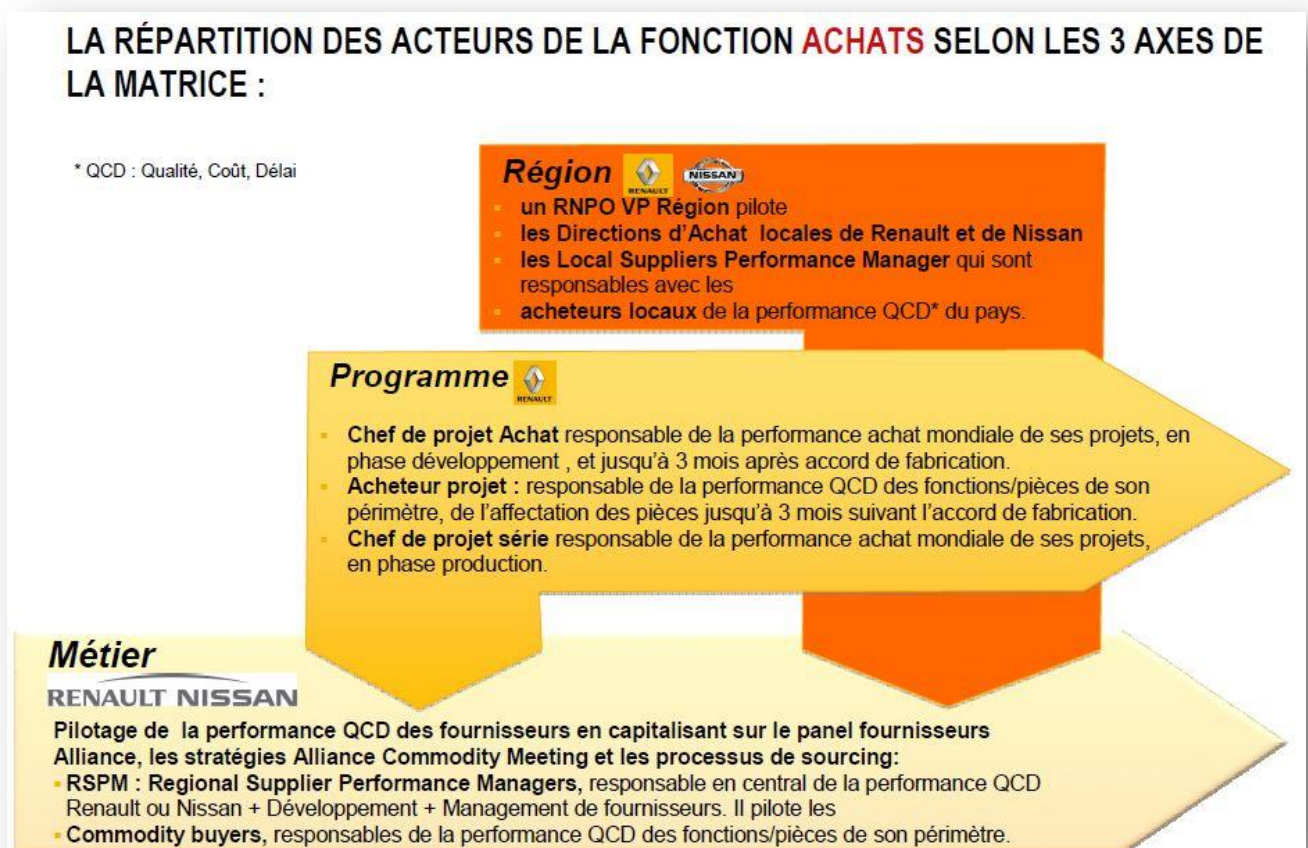 LA RÉPARTITION DES ACTEURS DE LA FONCTION ACHATS SELON LES 3 AXES DE
LA MATRICE :
* QCD : Qualité, Coût, Délai
Région
RENAULT
NISSAN
un RNPO VP Région pilote
les Directions d'Achat locales de Renault et de Nissan
les Local Suppliers Performance Manager qui sont
responsables avec les
acheteurs locaux de la performance QCD* du pays.
Programme
RENAULT
Chef de projet Achat responsable de la performance achat mondiale de ses projets, en
phase développement , et jusqu'à 3 mois après accord de fabrication.
Acheteur projet : responsable de la performance QCD des fonctions/pièces de son
périmètre, de l'affectation des pièces jusqu'à 3 mois suivant l'accord de fabrication.
Chef de projet série responsable de la performance achat mondiale de ses projets,
en phase production.
Métier
RENAULT NISSAN
Pilotage de la performance QCD des fournisseurs en capitalisant sur le panel fournisseurs
Alliance, les stratégies Alliance Commodity Meeting et les processus de sourcing:
RSPM : Regional Supplier Performance Managers, responsable en central de la performance QCD
Renault ou Nissan + Développement + Management de fournisseurs. Il pilote les
Commodity buyers, responsables de la performance QCD des fonctions/pièces de son périmètre.